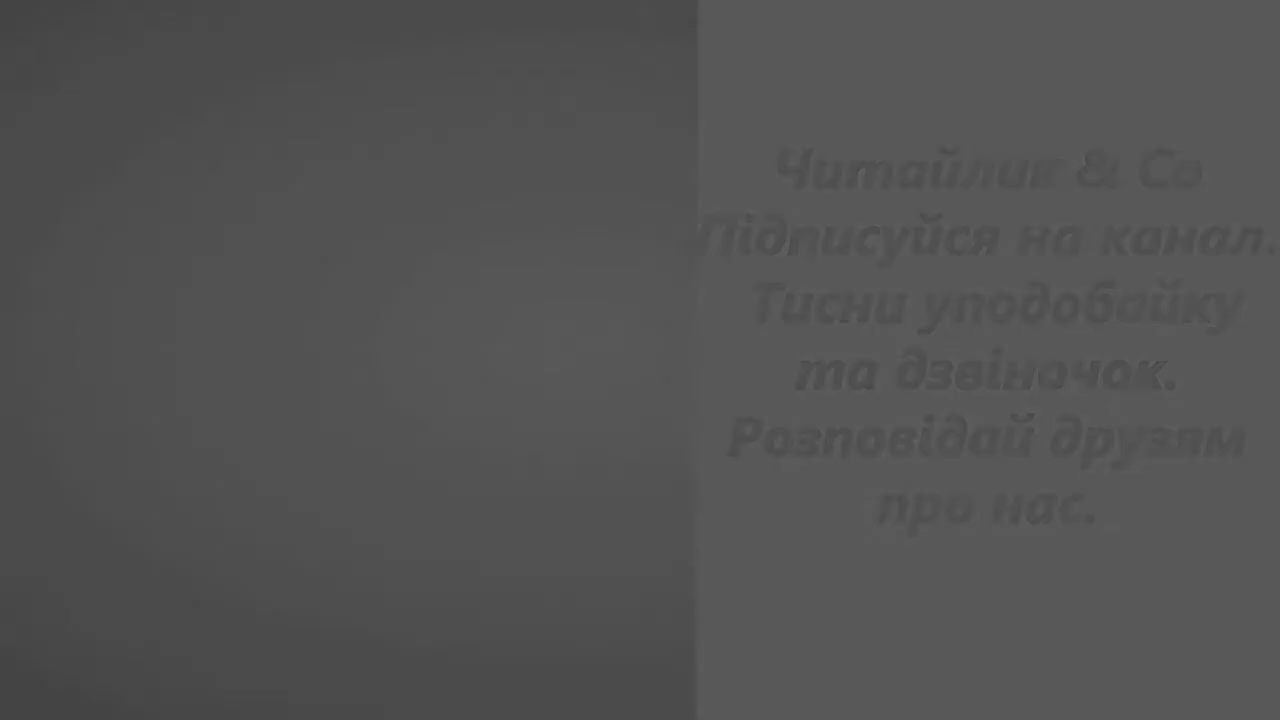 Читайлик & Co
Підписуйся на канал.
Тисни уподобайку
та дзвіночок.
Розповідай друзям
про нас.